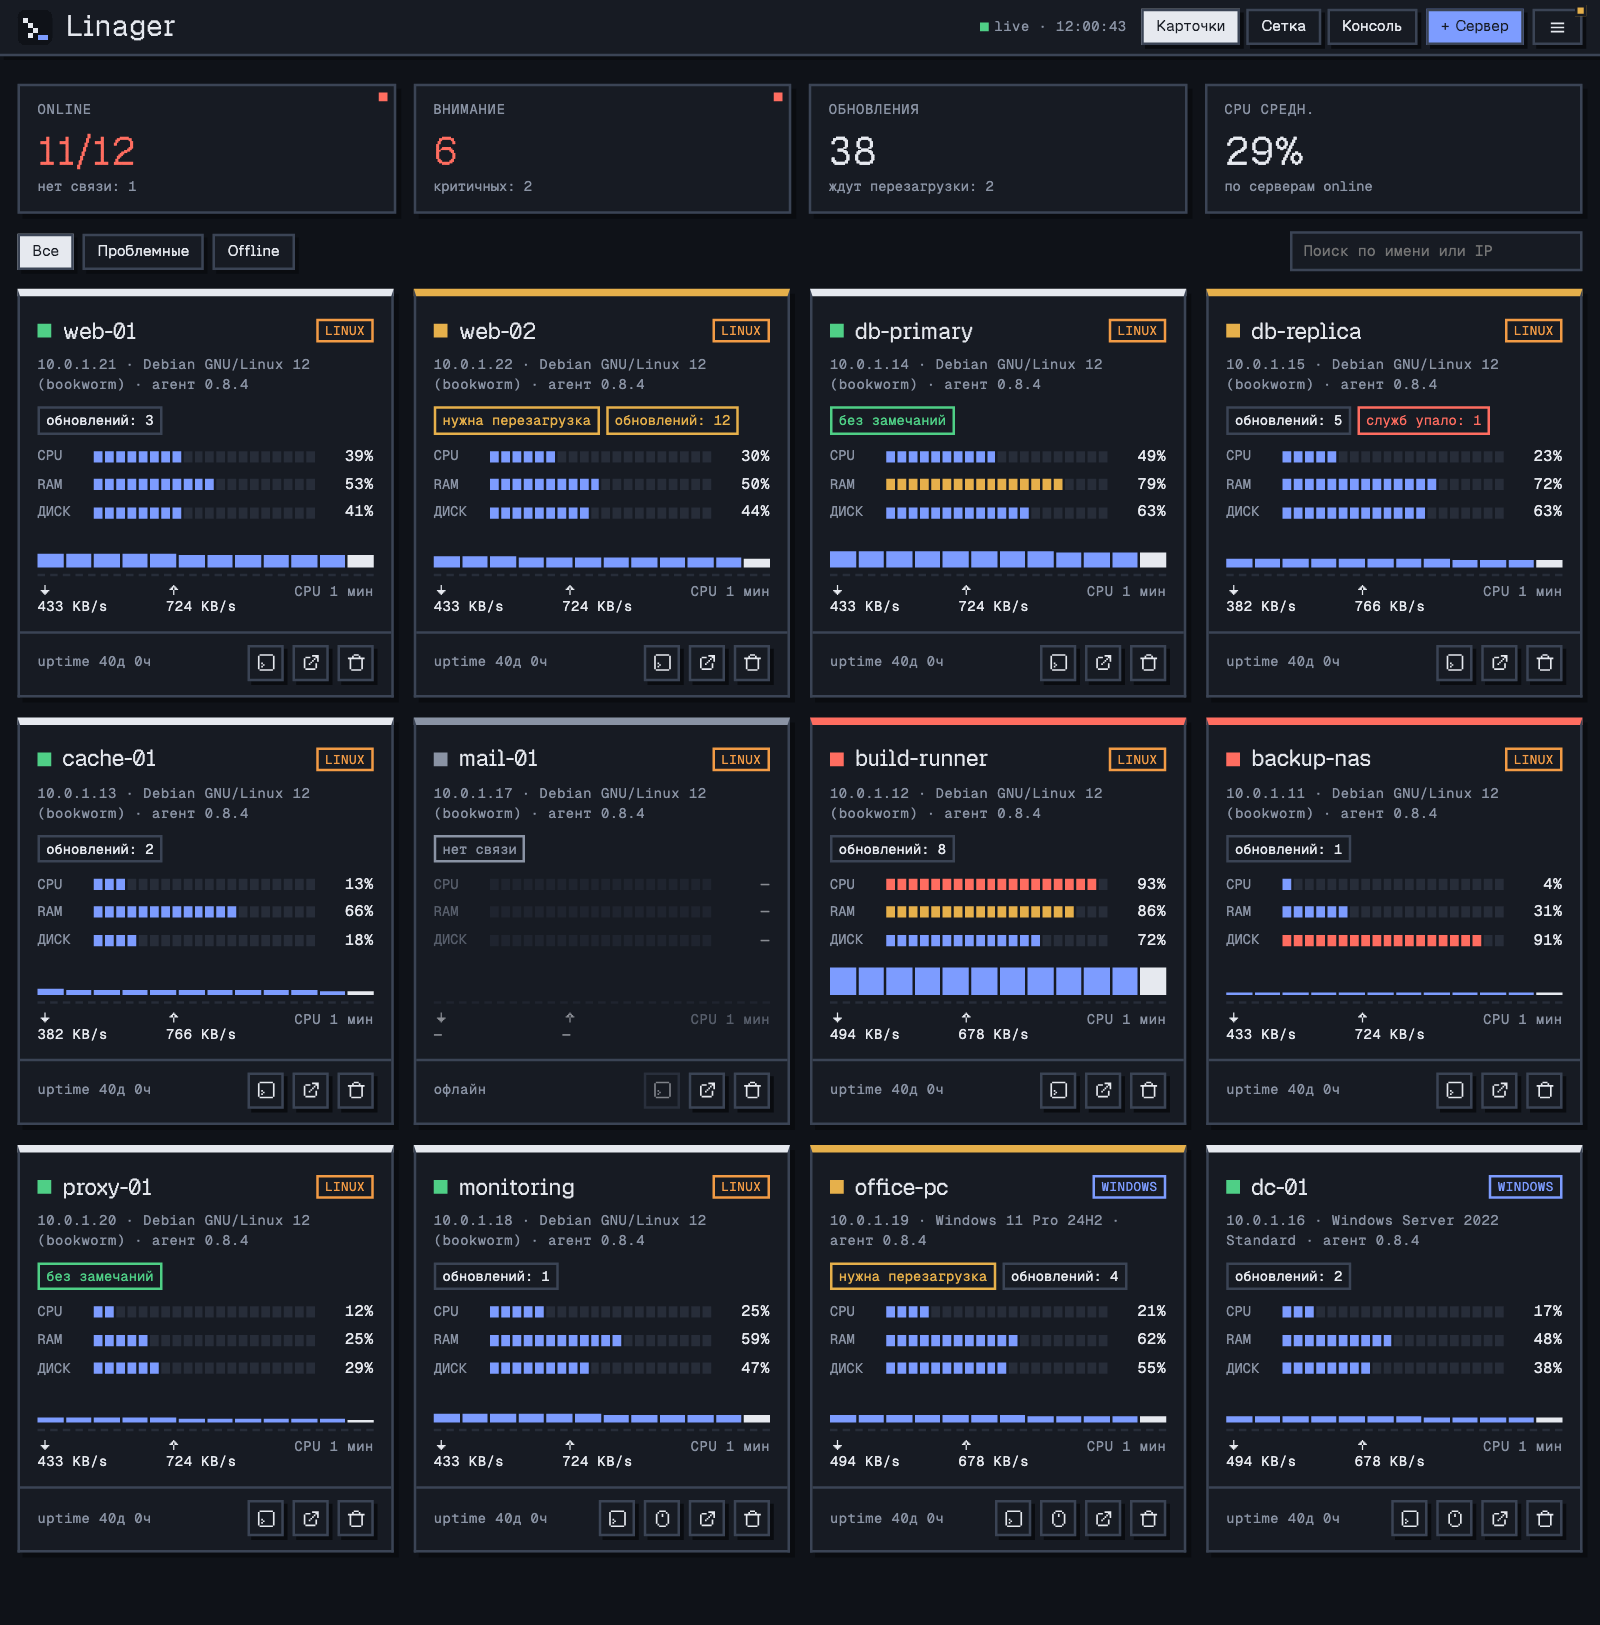 Linager
live · 12:00:43
Карточки
Сетка
Консоль
+ Сервер
ONLINE
11/12
нет связи: 1
ВНИМАНИЕ
6
критичных: 2
ОБНОВЛЕНИЯ
38
ждут перезагрузки: 2
CPU СРЕДН.
29%
по серверам online
Все
Проблемные
Offline
Поиск по имени или IP
web-01
LINUX
10.0.1.21 · Debian GNU/Linux 12
(bookworm) · агент 0.8.4
обновлений: 3
CPU 39%
RAM 53%
ДИСК 41%
433 KB/s 724 KB/s CPU 1 мин
uptime 40д 0ч
web-02
LINUX
10.0.1.22 · Debian GNU/Linux 12
(bookworm) · агент 0.8.4
нужна перезагрузка
обновлений: 12
CPU 30%
RAM 50%
ДИСК 44%
433 KB/s 724 KB/s CPU 1 мин
uptime 40д 0ч
db-primary
LINUX
10.0.1.14 · Debian GNU/Linux 12
(bookworm) · агент 0.8.4
без замечаний
CPU 49%
RAM 79%
ДИСК 63%
433 KB/s 724 KB/s CPU 1 мин
uptime 40д 0ч
db-replica
LINUX
10.0.1.15 · Debian GNU/Linux 12
(bookworm) · агент 0.8.4
обновлений: 5
служб упало: 1
CPU 23%
RAM 72%
ДИСК 63%
382 KB/s 766 KB/s CPU 1 мин
uptime 40д 0ч
cache-01
LINUX
10.0.1.13 · Debian GNU/Linux 12
(bookworm) · агент 0.8.4
обновлений: 2
CPU 13%
RAM 66%
ДИСК 18%
382 KB/s 766 KB/s CPU 1 мин
uptime 40д 0ч
mail-01
LINUX
10.0.1.17 · Debian GNU/Linux 12
(bookworm) · агент 0.8.4
нет связи
CPU –
RAM –
ДИСК –
– – CPU 1 мин
офлайн
build-runner
LINUX
10.0.1.12 · Debian GNU/Linux 12
(bookworm) · агент 0.8.4
обновлений: 8
CPU 93%
RAM 86%
ДИСК 72%
494 KB/s 678 KB/s CPU 1 мин
uptime 40д 0ч
backup-nas
LINUX
10.0.1.11 · Debian GNU/Linux 12
(bookworm) · агент 0.8.4
обновлений: 1
CPU 4%
RAM 31%
ДИСК 91%
433 KB/s 724 KB/s CPU 1 мин
uptime 40д 0ч
proxy-01
LINUX
10.0.1.20 · Debian GNU/Linux 12
(bookworm) · агент 0.8.4
без замечаний
CPU 12%
RAM 25%
ДИСК 29%
433 KB/s 724 KB/s CPU 1 мин
uptime 40д 0ч
monitoring
LINUX
10.0.1.18 · Debian GNU/Linux 12
(bookworm) · агент 0.8.4
обновлений: 1
CPU 25%
RAM 59%
ДИСК 47%
433 KB/s 724 KB/s CPU 1 мин
uptime 40д 0ч
office-pc
WINDOWS
10.0.1.19 · Windows 11 Pro 24H2 ·
агент 0.8.4
нужна перезагрузка
обновлений: 4
CPU 21%
RAM 62%
ДИСК 55%
494 KB/s 678 KB/s CPU 1 мин
uptime 40д 0ч
dc-01
WINDOWS
10.0.1.16 · Windows Server 2022
Standard · агент 0.8.4
обновлений: 2
CPU 17%
RAM 48%
ДИСК 38%
494 KB/s 678 KB/s CPU 1 мин
uptime 40д 0ч